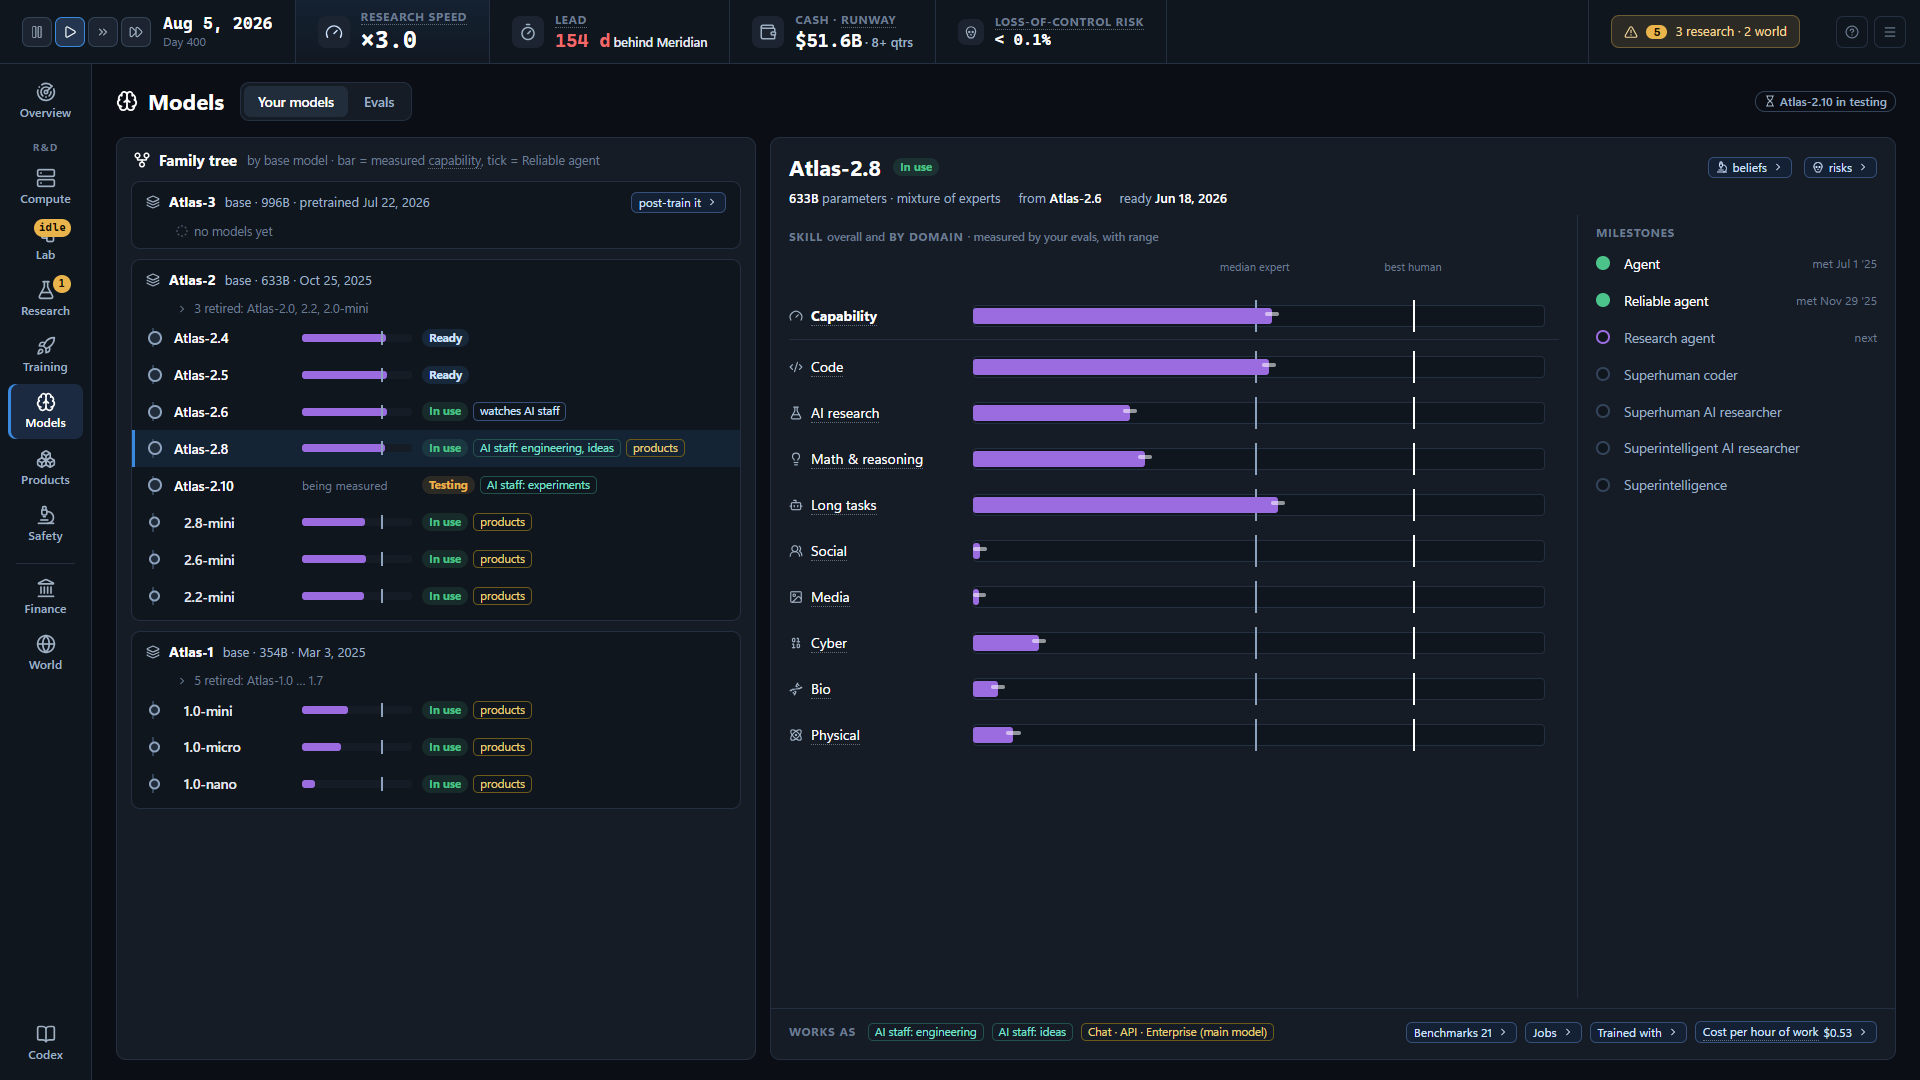 Aug 5, 2026
Day 400
RESEARCH SPEED
×3.0
LEAD
154 d behind Meridian
CASH · RUNWAY
$51.6B · 8+ qtrs
LOSS-OF-CONTROL RISK
< 0.1%
5 3 research · 2 world
Overview
R&D
Compute
idle
Lab
1
Research
Training
Models
Products
Safety
Finance
World
Codex
Models
Your models
Evals
Atlas-2.10 in testing
Family tree by base model · bar = measured capability, tick = Reliable agent
Atlas-3 base · 996B · pretrained Jul 22, 2026
post-train it
no models yet
Atlas-2 base · 633B · Oct 25, 2025
3 retired: Atlas-2.0, 2.2, 2.0-mini
Atlas-2.4 Ready
Atlas-2.5 Ready
Atlas-2.6 In use watches AI staff
Atlas-2.8 In use AI staff: engineering, ideas products
Atlas-2.10 being measured Testing AI staff: experiments
2.8-mini In use products
2.6-mini In use products
2.2-mini In use products
Atlas-1 base · 354B · Mar 3, 2025
5 retired: Atlas-1.0 ... 1.7
1.0-mini In use products
1.0-micro In use products
1.0-nano In use products
Atlas-2.8 In use
beliefs
risks
633B parameters · mixture of experts from Atlas-2.6 ready Jun 18, 2026
SKILL overall and BY DOMAIN · measured by your evals, with range
median expert
best human
Capability
Code
AI research
Math & reasoning
Long tasks
Social
Media
Cyber
Bio
Physical
MILESTONES
Agent met Jul 1 '25
Reliable agent met Nov 29 '25
Research agent next
Superhuman coder
Superhuman AI researcher
Superintelligent AI researcher
Superintelligence
WORKS AS AI staff: engineering AI staff: ideas Chat · API · Enterprise (main model)
Benchmarks 21
Jobs
Trained with
Cost per hour of work $0.53